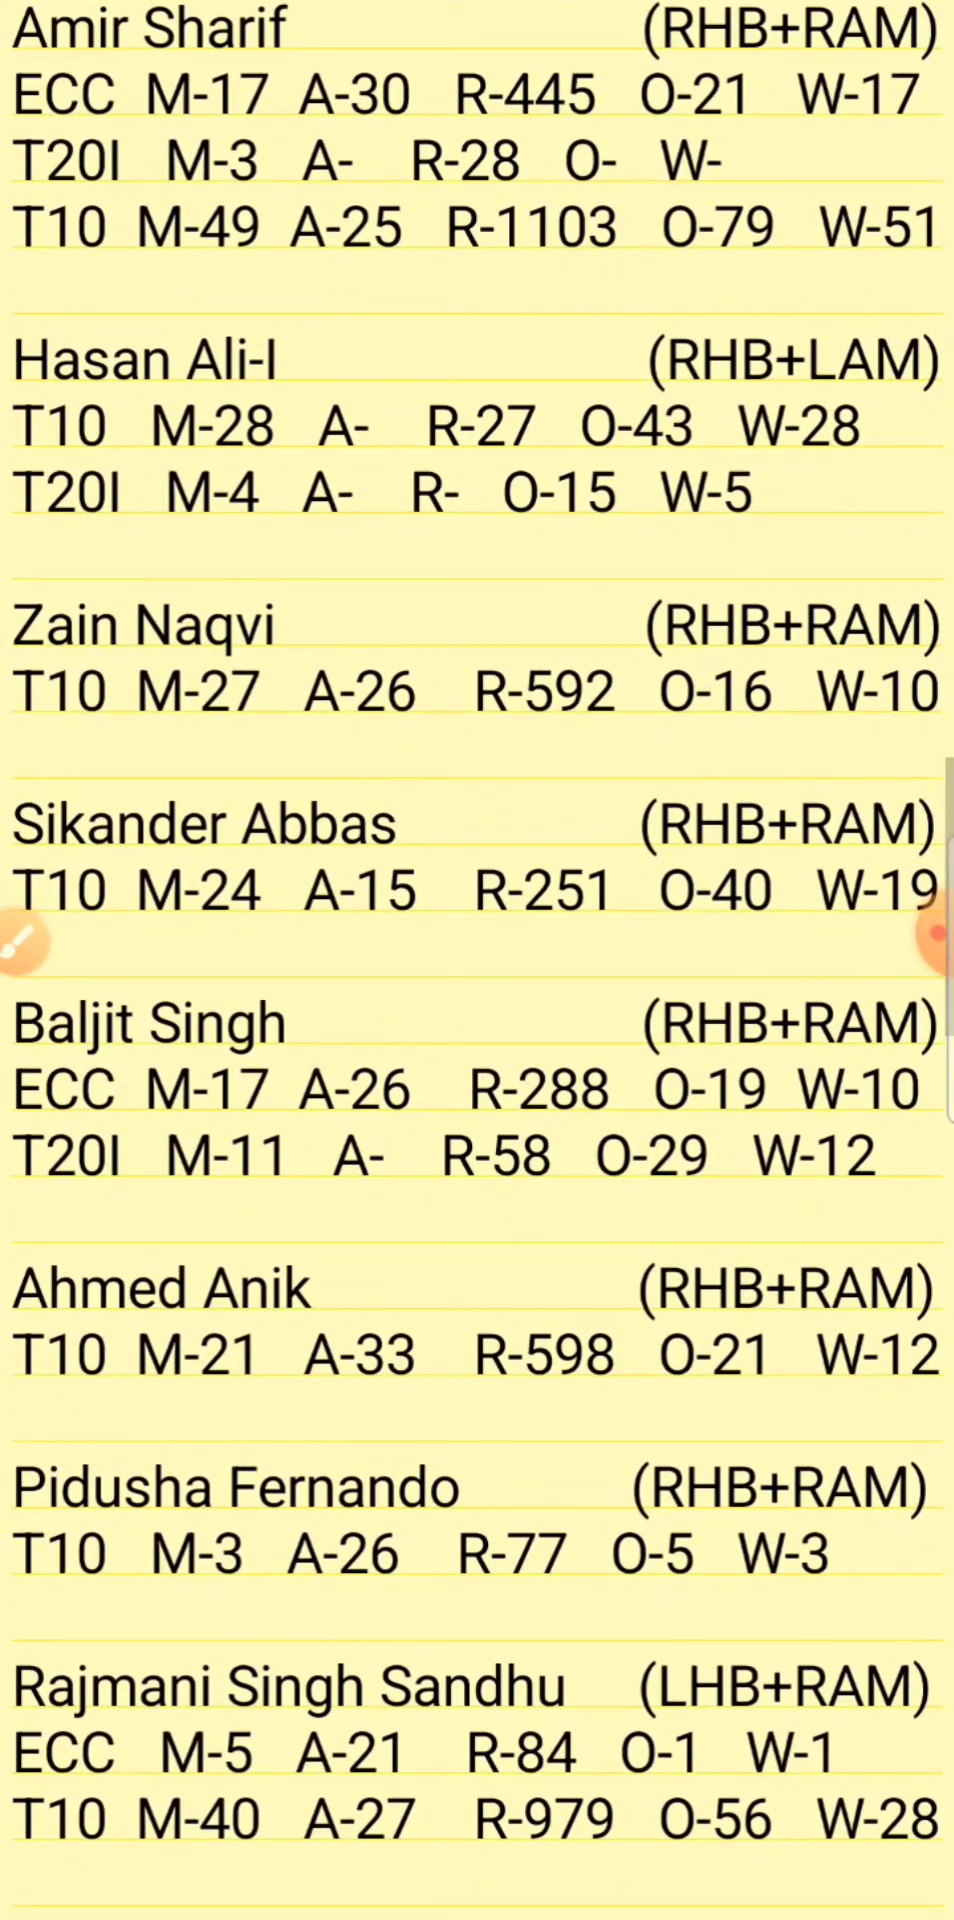 Amir Sharif (RHB+RAM)
ECC M-17 A-30 R-445 O-21 W-17
T20I M-3 A- R-28 O- W-
T10 M-49 A-25 R-1103 O-79 W-51
Hasan Ali-I (RHB+LAM)
T10 M-28 A- R-27 O-43 W-28
T20I M-4 A- R- O-15 W-5
Zain Naqvi (RHB+RAM)
T10 M-27 A-26 R-592 O-16 W-10
Sikander Abbas (RHB+RAM)
T10 M-24 A-15 R-251 O-40 W-19
Baljit Singh (RHB+RAM)
ECC M-17 A-26 R-288 O-19 W-10
T20I M-11 A- R-58 O-29 W-12
Ahmed Anik (RHB+RAM)
T10 M-21 A-33 R-598 O-21 W-12
Pidusha Fernando (RHB+RAM)
T10 M-3 A-26 R-77 O-5 W-3
Rajmani Singh Sandhu (LHB+RAM)
ECC M-5 A-21 R-84 O-1 W-1
T10 M-40 A-27 R-979 O-56 W-28